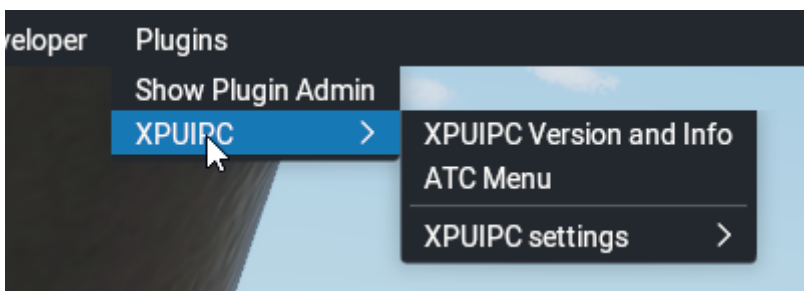 veloper Plugins
Show Plugin Admin
XPUIPC >
XPUIPC Version and Info
ATC Menu
XPUIPC settings >